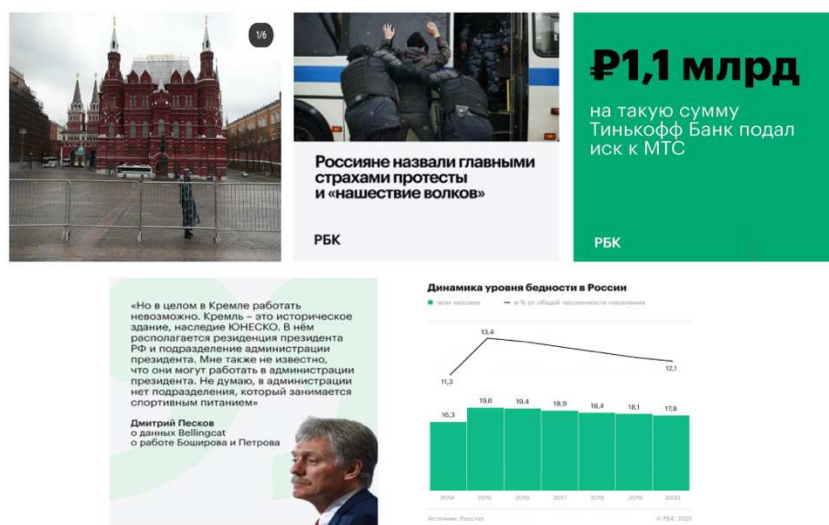 1/6
Россияне назвали главными
страхами протесты
и «нашествие волков»
РБК
₽1,1 млрд
на такую сумму
Тинькофф Банк подал
иск к МТС
РБК
«Но в целом в Кремле работать
невозможно. Кремль – это историческое
здание, наследие ЮНЕСКО. В нём
располагается резиденция президента
РФ и подразделение администрации
президента. Мне также не известно,
что они могут работать в администрации
президента. Не думаю, в администрации
нет подразделения, который занимается
спортивным питанием»
Дмитрий Песков
о данных Bellingcat
о работе Боширова и Петрова
Динамика уровня бедности в России
млн человек
в % от общей численности населения
13,4
11,3
12,1
16,3
19,6
19,4
18,9
18,4
18,1
17,8
2014
2015
2016
2017
2018
2019
2020
Источник: Росстат
© РБК, 2021